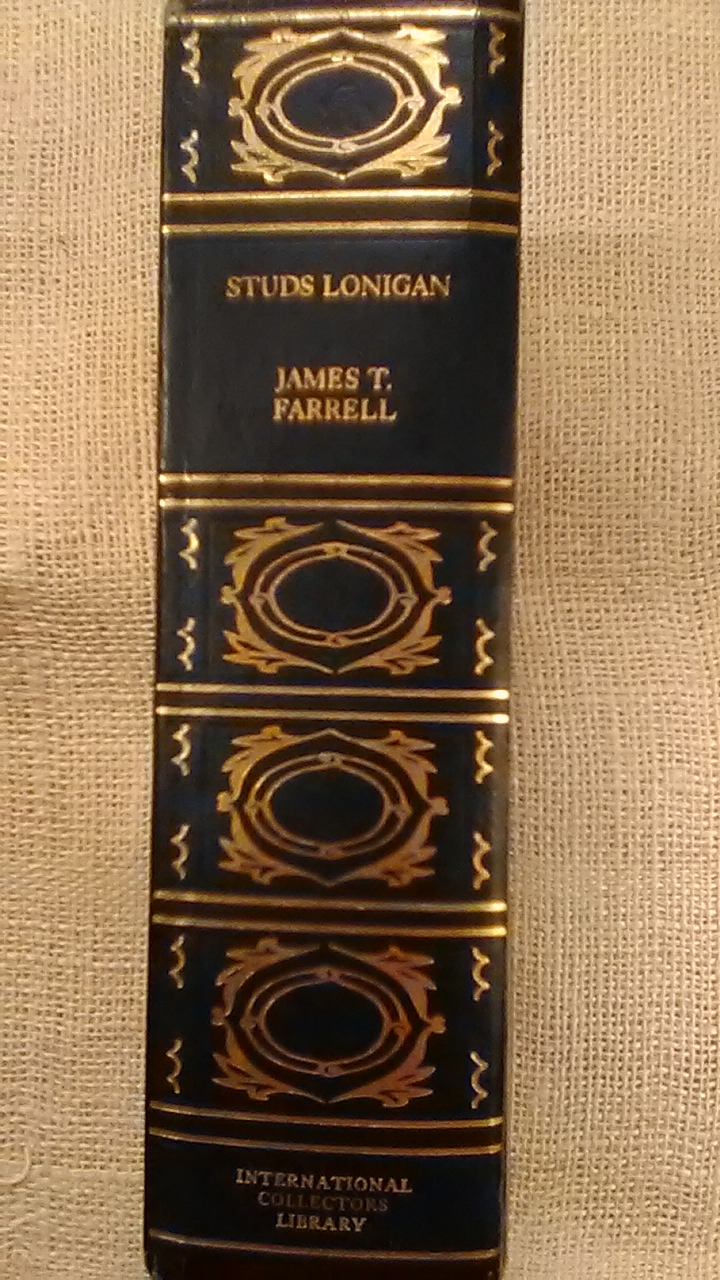 STUDS LONIGAN
JAMES T.
FARRELL
INTERNATIONAL
COLLECTORS
LIBRARY